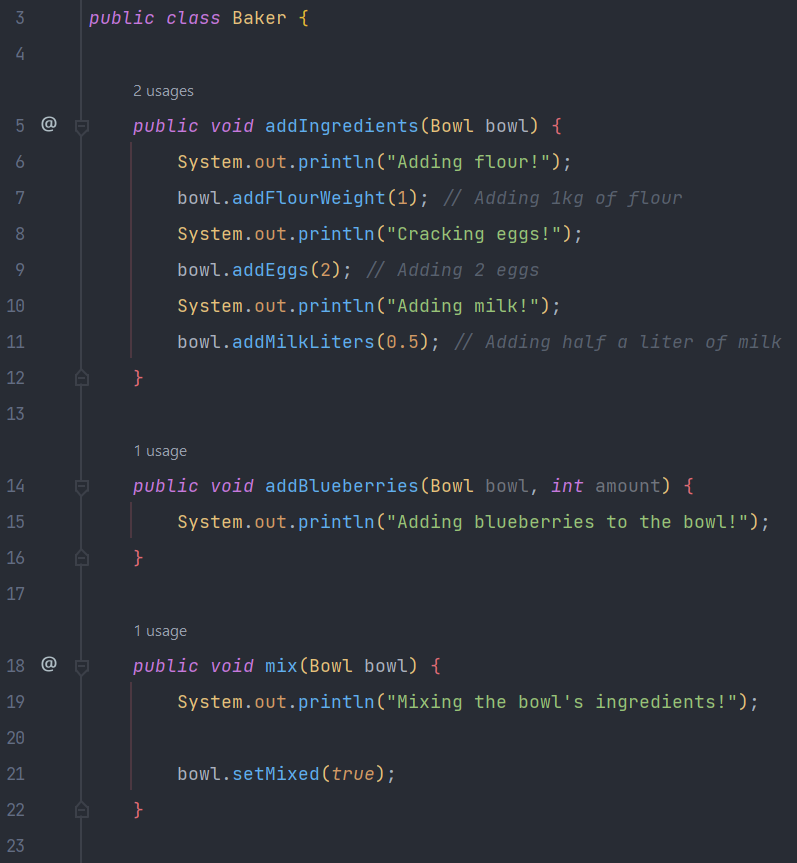 3 public class Baker {
4
2 usages
5 @ public void addIngredients(Bowl bowl) {
6 System.out.println("Adding flour!");
7 bowl.addFlourWeight(1); // Adding 1kg of flour
8 System.out.println("Cracking eggs!");
9 bowl.addEggs(2); // Adding 2 eggs
10 System.out.println("Adding milk!");
11 bowl.addMilkLiters(0.5); // Adding half a liter of milk
12 }
13
1 usage
14 public void addBlueberries(Bowl bowl, int amount) {
15 System.out.println("Adding blueberries to the bowl!");
16 }
17
1 usage
18 @ public void mix(Bowl bowl) {
19 System.out.println("Mixing the bowl's ingredients!");
20
21 bowl.setMixed(true);
22 }
23